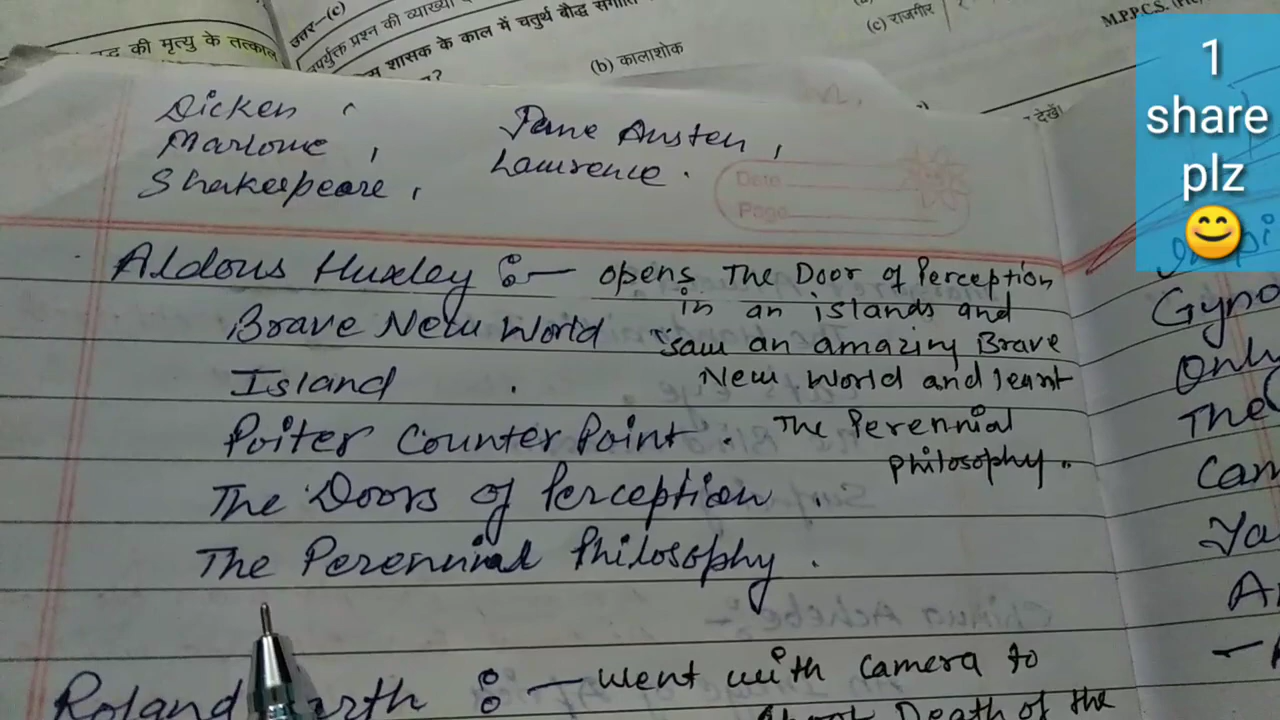 उत्तर-(c)
उपर्युक्त प्रश्न की व्याख्या
की मृत्यु के तत्काल
शासक के काल में चतुर्थ बौद्ध संगीति
(b) कालाशोक
(c) राजगीर
M.P.P.C.S.
देखें।
1
share
plz
😊
Dicken,
Marlowe,
Shakespeare,
Jane Austen,
Lawrence.
Date
Page
Aldous Huxley :— opens The Door of Perception
in an islands and
Brave New World saw an amaziny Brave
Island . New World and learnt
Poiter Counter Point . The Perennial
philosophy.
The Doors of Perception .
The Perennial Philosophy .
Roland :— went with camera to
Death of the
Gyno
Only
The
Cam
Ya